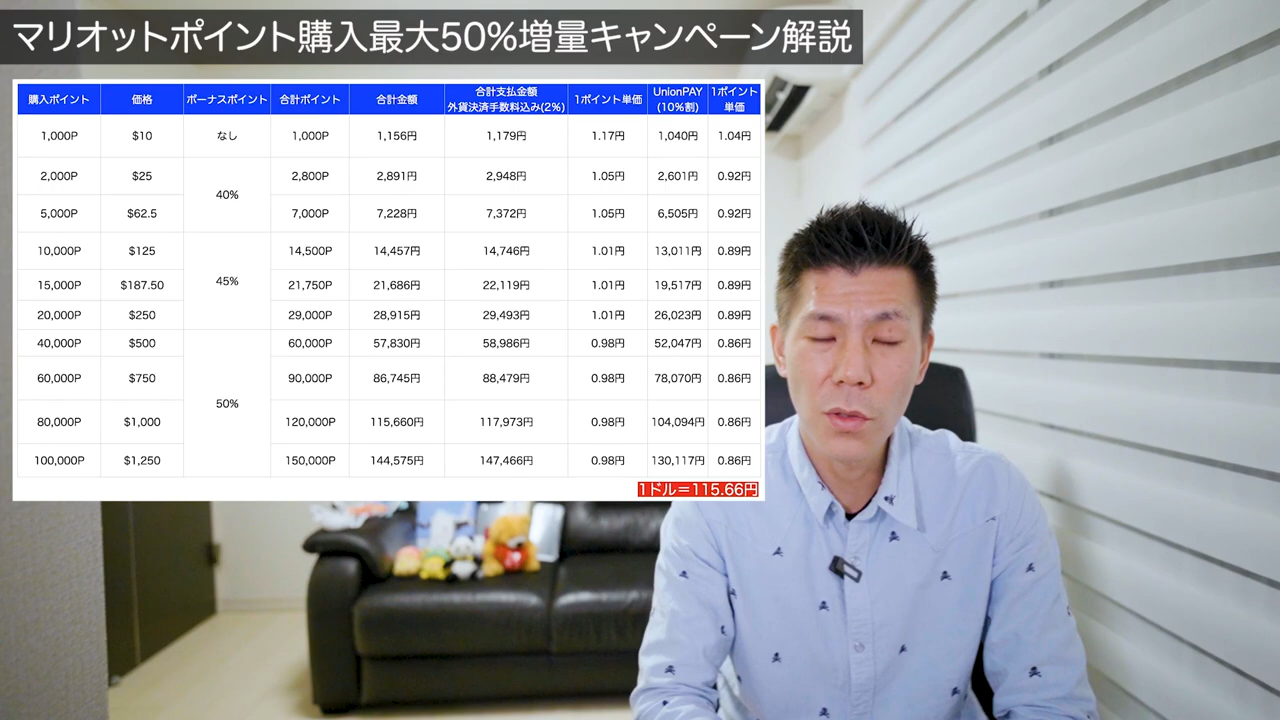 マリオットポイント購入最大50%増量キャンペーン解説
購入ポイント 価格 ボーナスポイント 合計ポイント 合計金額 合計支払金額 外貨決済手数料込み(2%) 1ポイント単価 UnionPAY (10%割) 1ポイント 単価
1,000P $10 なし 1,000P 1,156円 1,179円 1.17円 1,040円 1.04円
2,000P $25 40% 2,800P 2,891円 2,948円 1.05円 2,601円 0.92円
5,000P $62.5 7,000P 7,228円 7,372円 1.05円 6,505円 0.92円
10,000P $125 14,500P 14,457円 14,746円 1.01円 13,011円 0.89円
15,000P $187.50 45% 21,750P 21,686円 22,119円 1.01円 19,517円 0.89円
20,000P $250 29,000P 28,915円 29,493円 1.01円 26,023円 0.89円
40,000P $500 60,000P 57,830円 58,986円 0.98円 52,047円 0.86円
60,000P $750 50% 90,000P 86,745円 88,479円 0.98円 78,070円 0.86円
80,000P $1,000 120,000P 115,660円 117,973円 0.98円 104,094円 0.86円
100,000P $1,250 150,000P 144,575円 147,466円 0.98円 130,117円 0.86円
1ドル＝115.66円